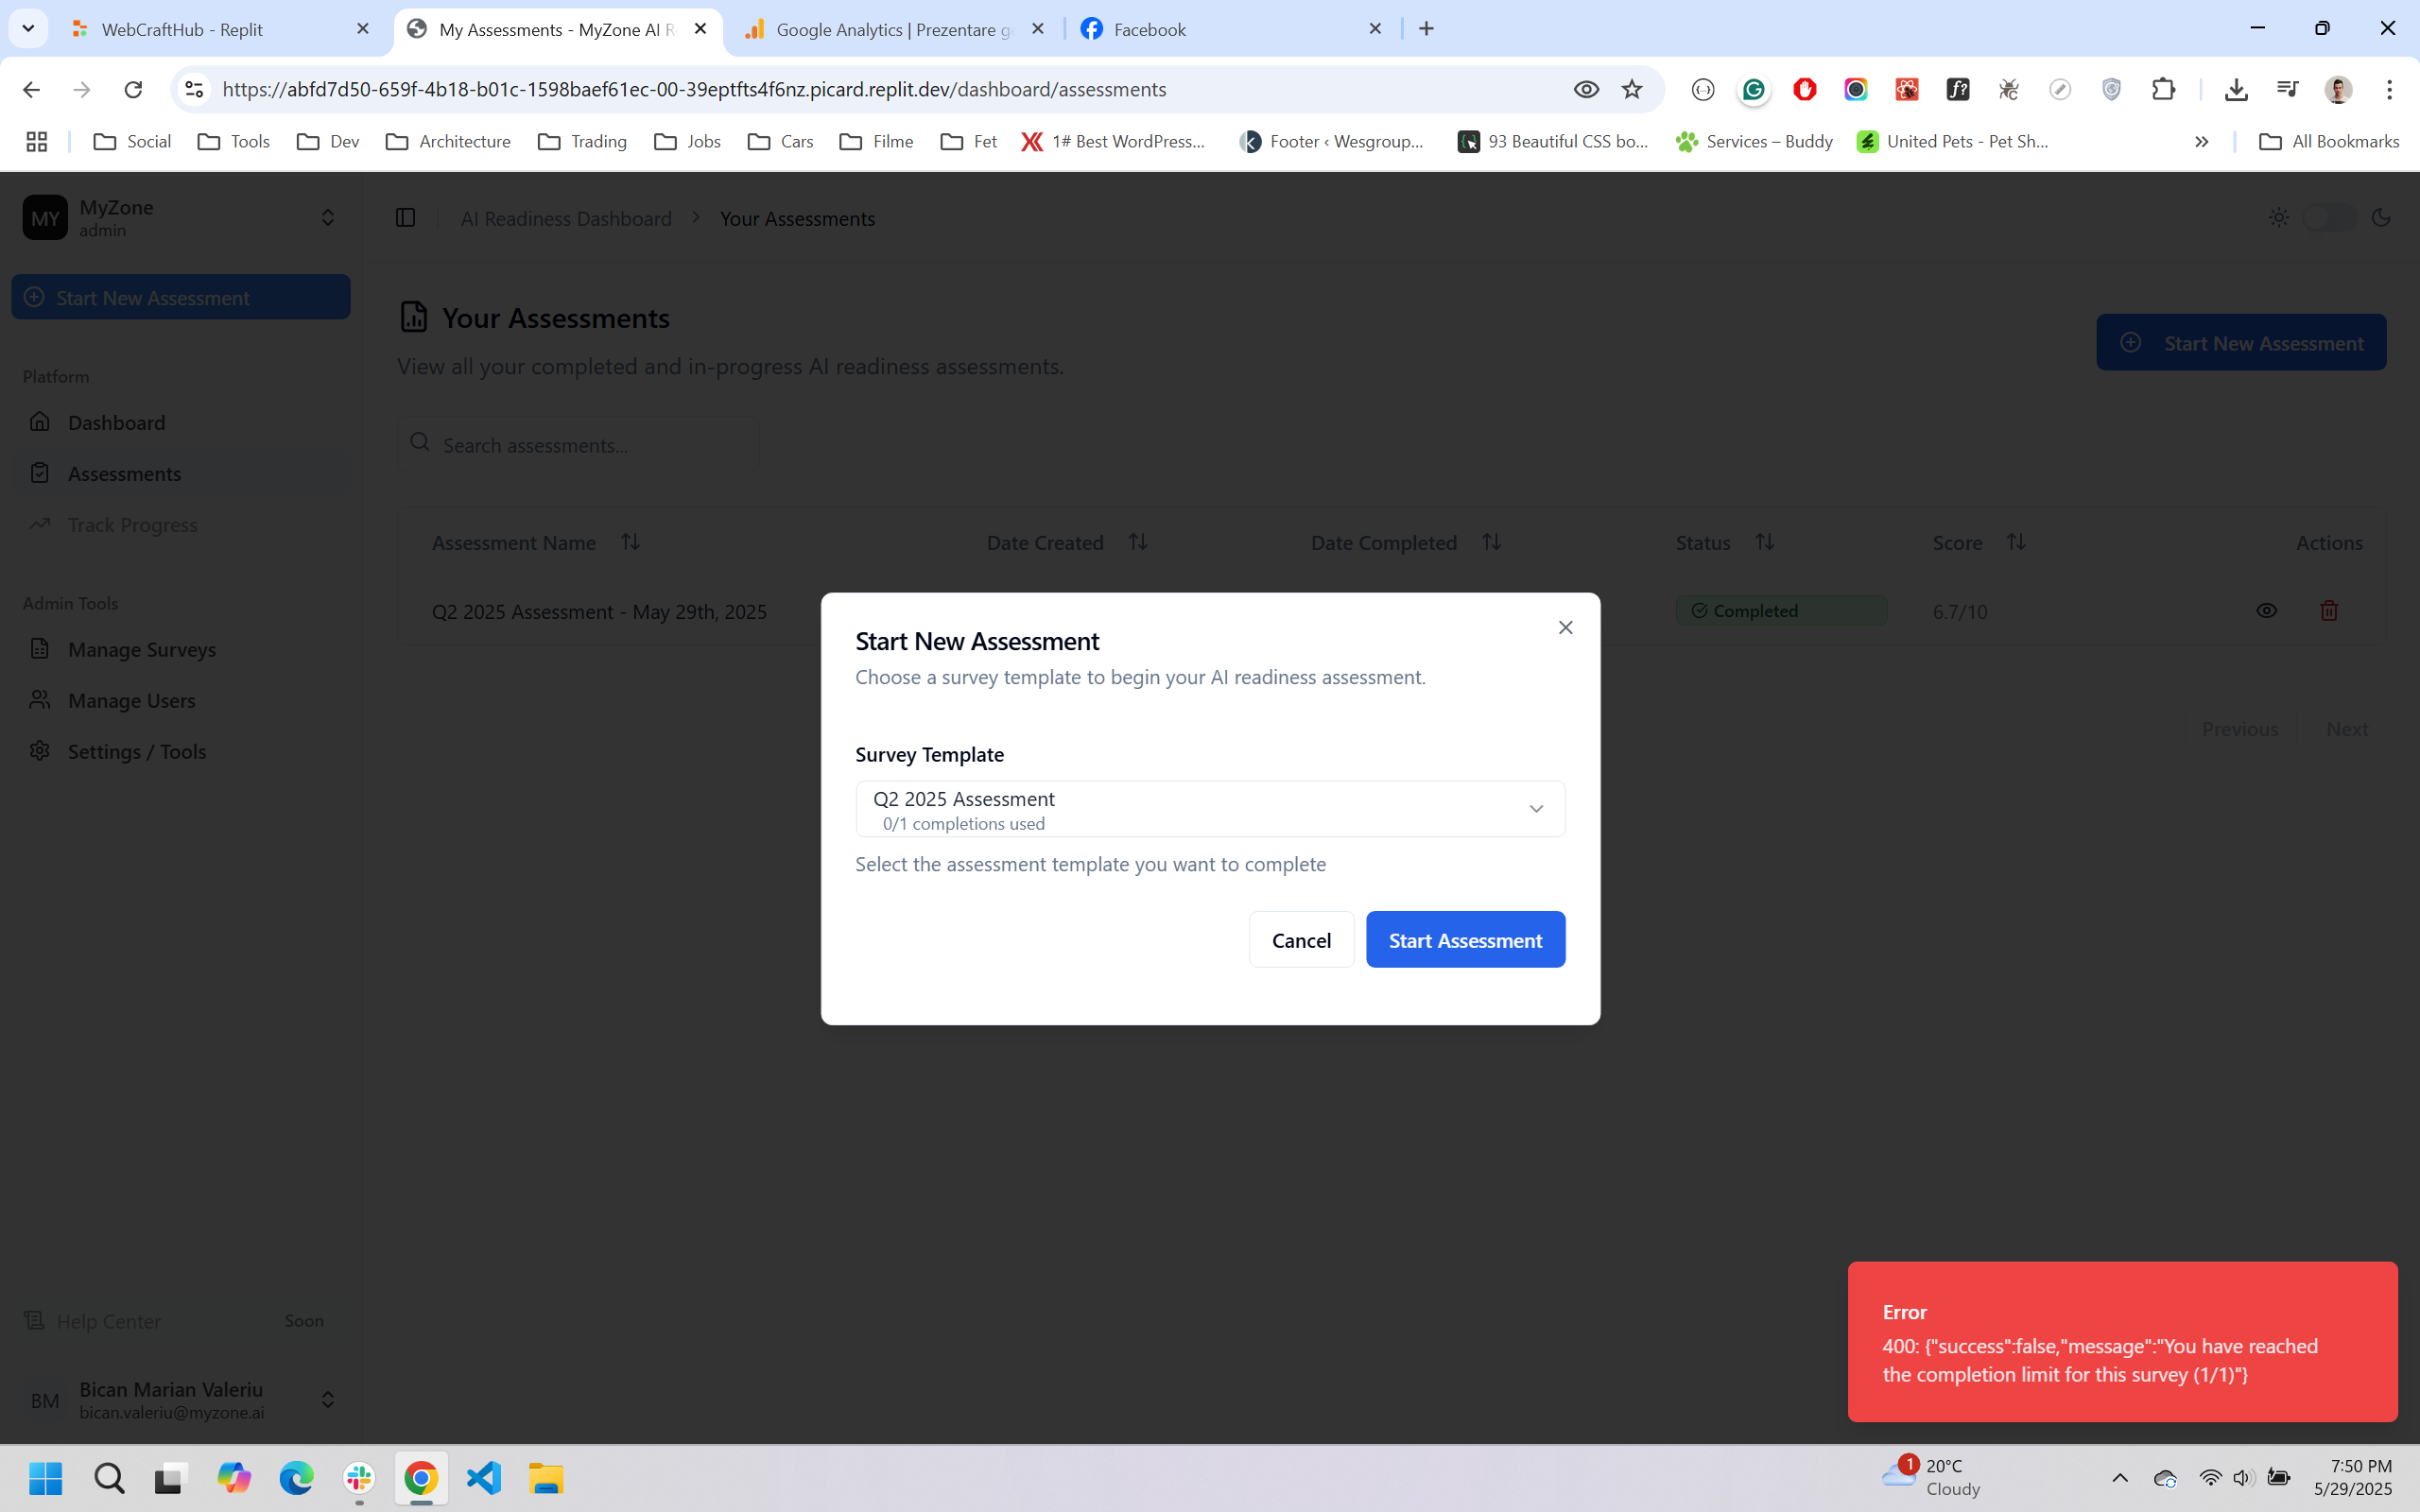 WebCraftHub - Replit
My Assessments - MyZone AI R
Google Analytics | Prezentare g
Facebook
https://abfd7d50-659f-4b18-b01c-1598baef61ec-00-39eptfts4f6nz.picard.replit.dev/dashboard/assessments
Social
Tools
Dev
Architecture
Trading
Jobs
Cars
Filme
Fet
1# Best WordPress...
Footer ‹ Wesgroup...
93 Beautiful CSS bo...
Services – Buddy
United Pets - Pet Sh...
All Bookmarks
MY
MyZone
admin
AI Readiness Dashboard
Your Assessments
Start New Assessment
Your Assessments
View all your completed and in-progress AI readiness assessments.
Start New Assessment
Platform
Dashboard
Assessments
Track Progress
Search assessments...
Assessment Name
Date Created
Date Completed
Status
Score
Actions
Q2 2025 Assessment - May 29th, 2025
Completed
6.7/10
Previous
Next
Admin Tools
Manage Surveys
Manage Users
Settings / Tools
Start New Assessment
Choose a survey template to begin your AI readiness assessment.
Survey Template
Q2 2025 Assessment
0/1 completions used
Select the assessment template you want to complete
Cancel
Start Assessment
Help Center
Soon
BM
Bican Marian Valeriu
bican.valeriu@myzone.ai
Error
400: {"success":false,"message":"You have reached
the completion limit for this survey (1/1)"}
1
20°C
Cloudy
7:50 PM
5/29/2025